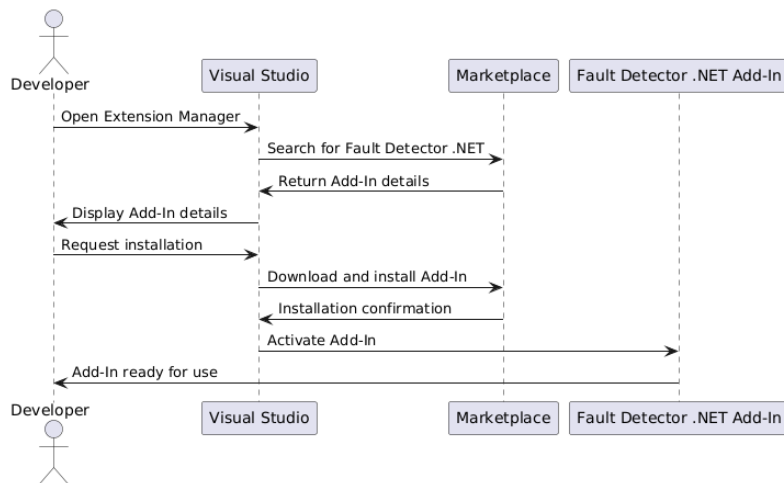 Developer
Visual Studio
Marketplace
Fault Detector .NET Add-In
Open Extension Manager
Search for Fault Detector .NET
Return Add-In details
Display Add-In details
Request installation
Download and install Add-In
Installation confirmation
Activate Add-In
Add-In ready for use
Developer
Visual Studio
Marketplace
Fault Detector .NET Add-In